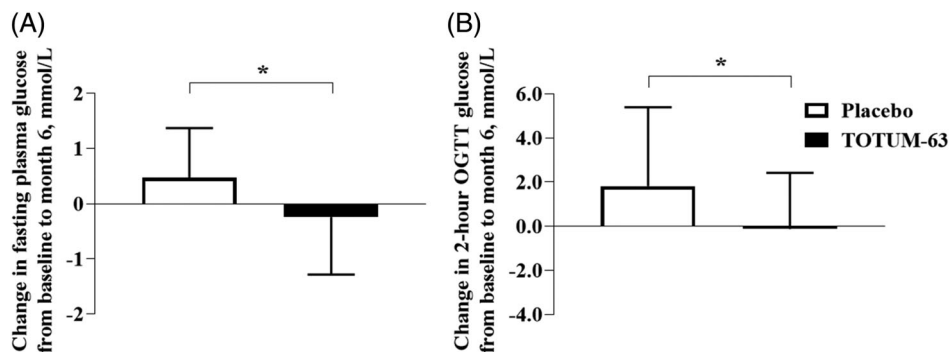 (A)
Change in fasting plasma glucose
from baseline to month 6, mmol/L
2
1
0
-1
-2
*
(B)
Change in 2-hour OGTT glucose
from baseline to month 6, mmol/L
6.0
4.0
2.0
0.0
-2.0
-4.0
*
Placebo
TOTUM-63